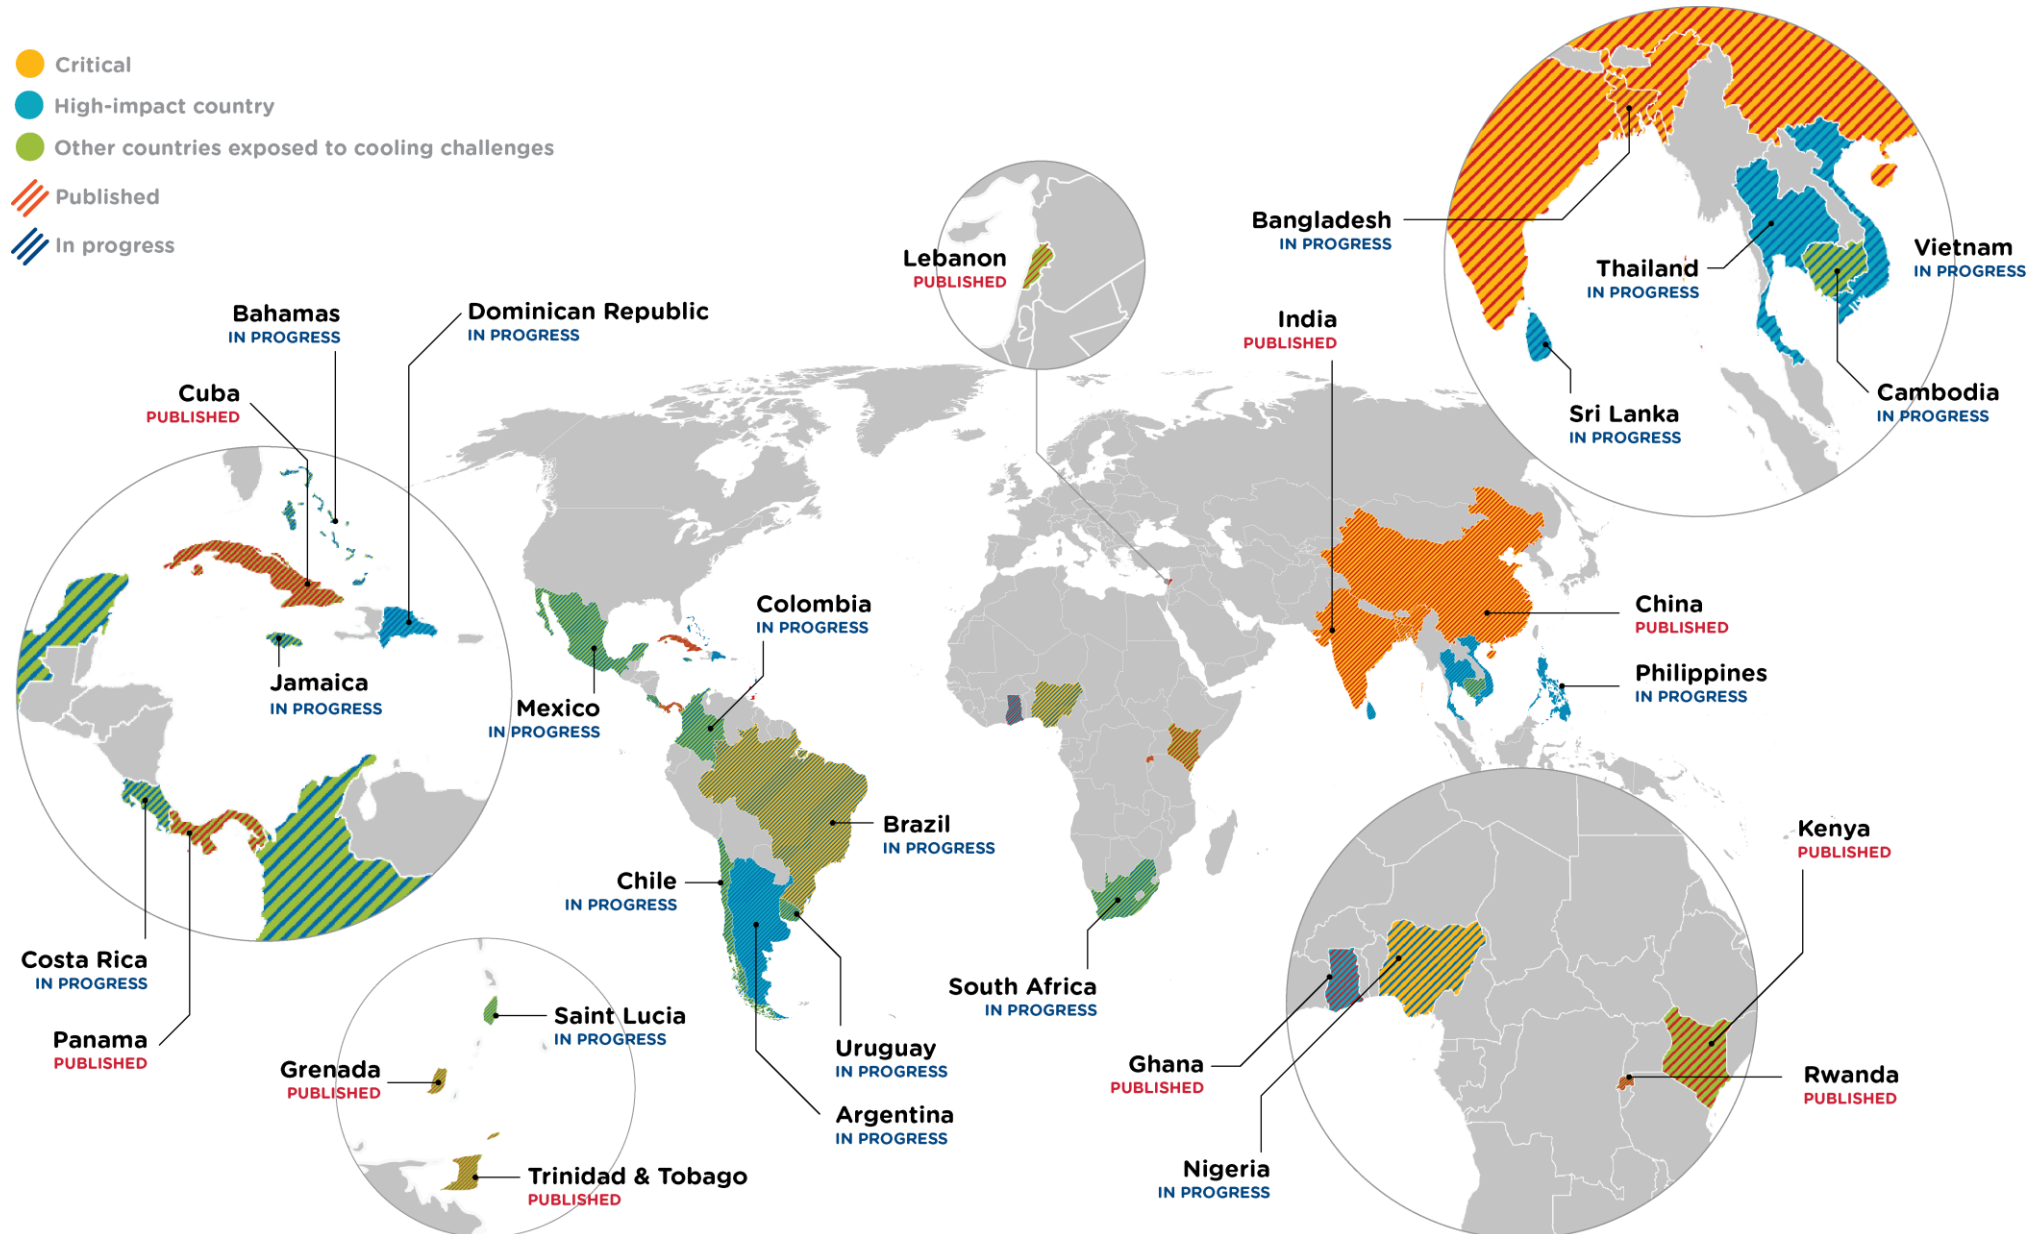 Critical
High-impact country
Other countries exposed to cooling challenges
Published
In progress
Bahamas
IN PROGRESS
Dominican Republic
IN PROGRESS
Cuba
PUBLISHED
Jamaica
IN PROGRESS
Costa Rica
IN PROGRESS
Panama
PUBLISHED
Mexico
IN PROGRESS
Colombia
IN PROGRESS
Brazil
IN PROGRESS
Chile
IN PROGRESS
Uruguay
IN PROGRESS
Argentina
IN PROGRESS
Saint Lucia
IN PROGRESS
Grenada
PUBLISHED
Trinidad & Tobago
PUBLISHED
Lebanon
PUBLISHED
India
PUBLISHED
Bangladesh
IN PROGRESS
Thailand
IN PROGRESS
Vietnam
IN PROGRESS
Sri Lanka
IN PROGRESS
Cambodia
IN PROGRESS
China
PUBLISHED
Philippines
IN PROGRESS
South Africa
IN PROGRESS
Ghana
PUBLISHED
Nigeria
IN PROGRESS
Kenya
PUBLISHED
Rwanda
PUBLISHED